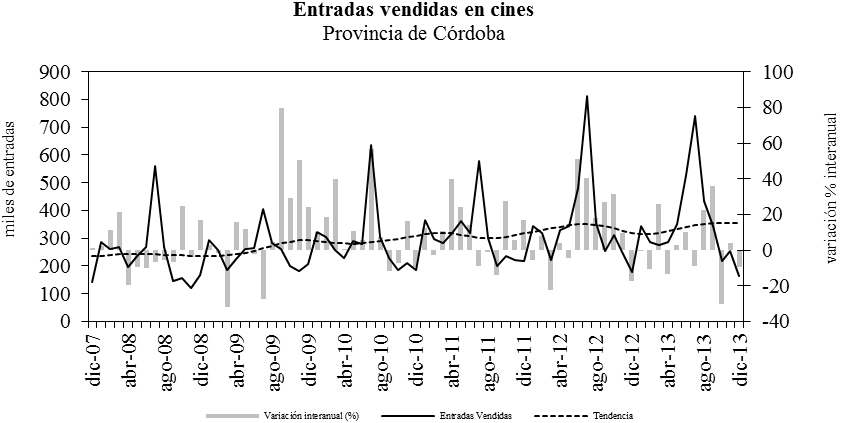 Entradas vendidas en cines
Provincia de Córdoba
miles de entradas
900
800
700
600
500
400
300
200
100
0
100
80
60
40
20
0
-20
-40
variación % interanual
dic-07
abr-08
ago-08
dic-08
abr-09
ago-09
dic-09
abr-10
ago-10
dic-10
abr-11
ago-11
dic-11
abr-12
ago-12
dic-12
abr-13
ago-13
dic-13
Variación interanual (%) Entradas Vendidas Tendencia